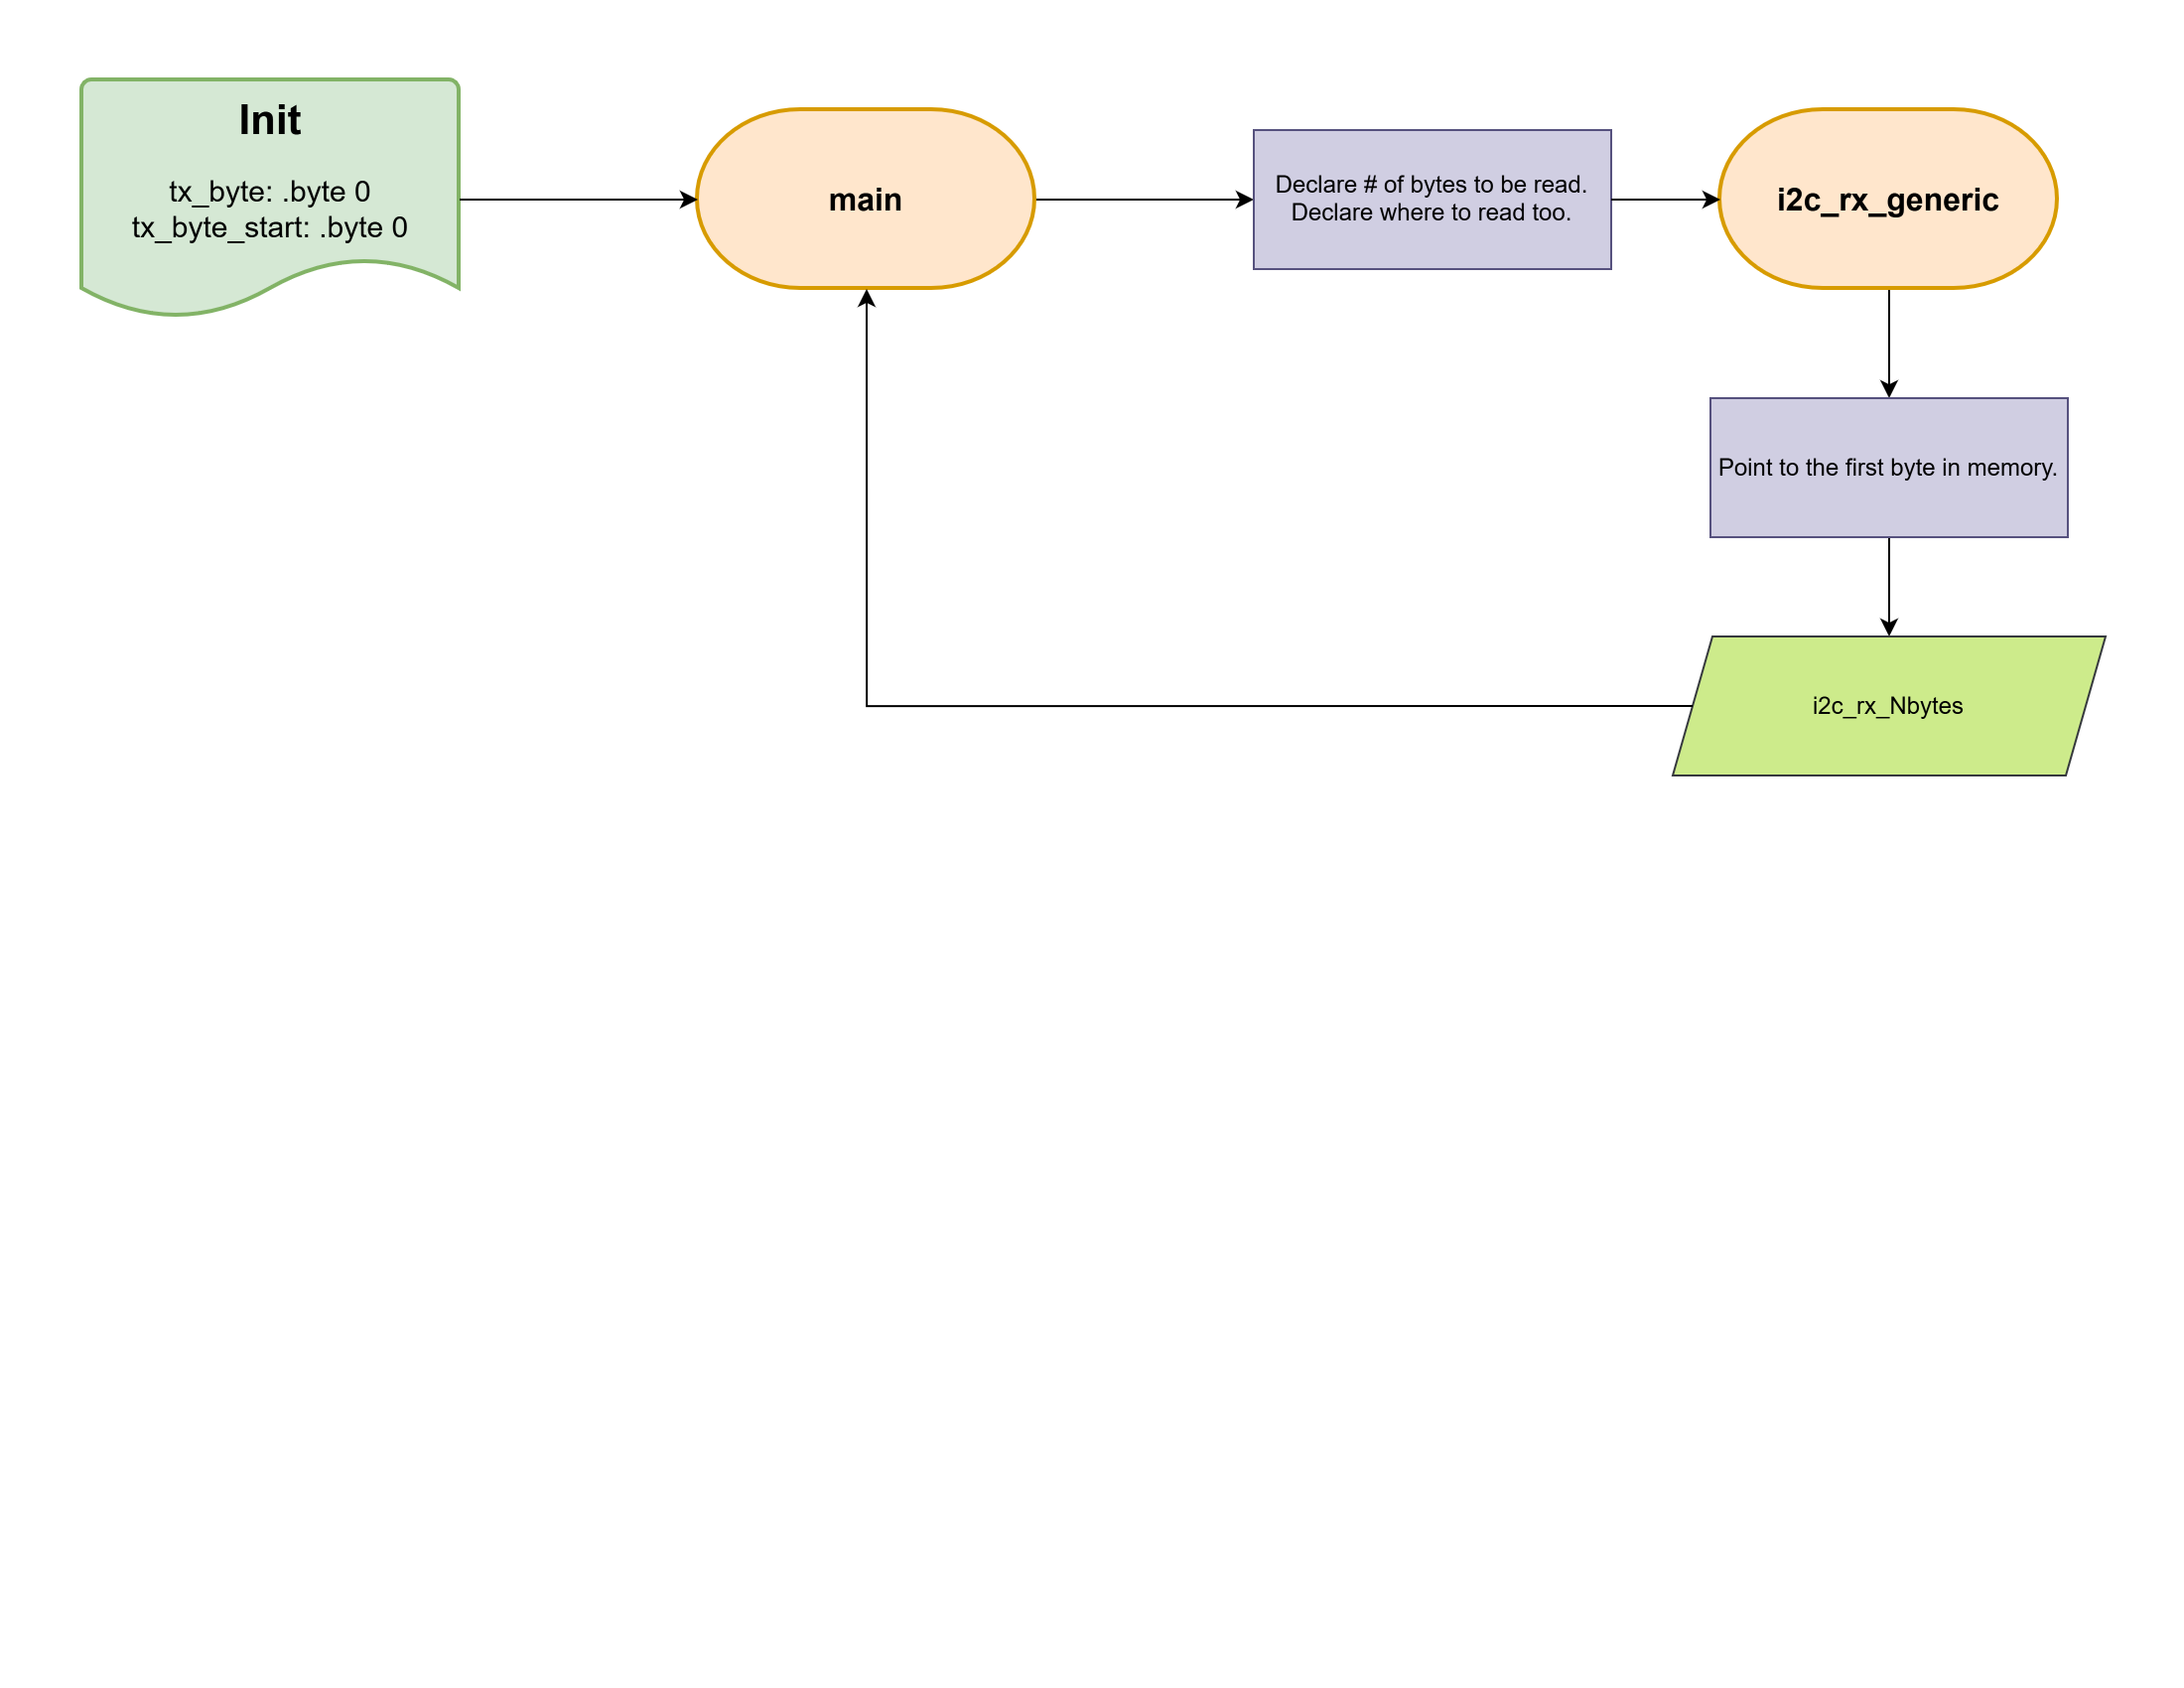 Init
tx_byte: .byte 0
tx_byte_start: .byte 0
main
Declare # of bytes to be read.
Declare where to read too.
i2c_rx_generic
Point to the first byte in memory.
i2c_rx_Nbytes